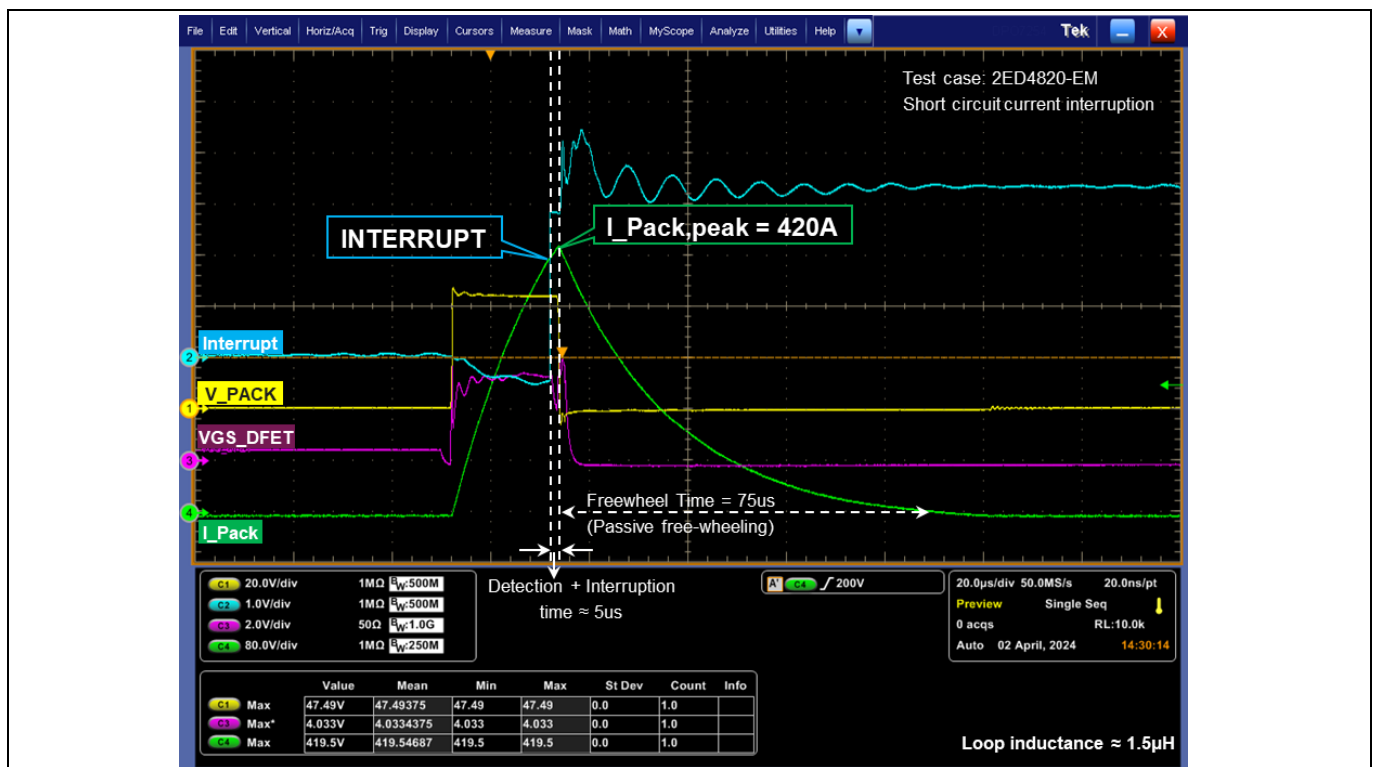 File Edit Vertical Horiz/Acq Trig Display Cursors Measure Mask Math MyScope Analyze Utilities Help Tek X
Test case: 2ED4820-EM
Short circuit current interruption
INTERRUPT
I_Pack,peak = 420A
Interrupt
2
V_PACK
1
VGS_DFET
3
4
I_Pack
Freewheel Time = 75us
(Passive free-wheeling)
Detection + Interruption
time ≈ 5us
C1 20.0V/div 1MΩ BW:500M
C2 1.0V/div 1MΩ BW:500M
C3 2.0V/div 50Ω BW:1.0G
C4 80.0V/div 1MΩ BW:250M
A' C4 200V
20.0µs/div 50.0MS/s 20.0ns/pt
Preview Single Seq
0 acqs RL:10.0k
Auto 02 April, 2024 14:30:14
Value Mean Min Max St Dev Count Info
C1 Max 47.49V 47.49375 47.49 47.49 0.0 1.0
C3 Max* 4.033V 4.0334375 4.033 4.033 0.0 1.0
C4 Max 419.5V 419.54687 419.5 419.5 0.0 1.0
Loop inductance ≈ 1.5µH